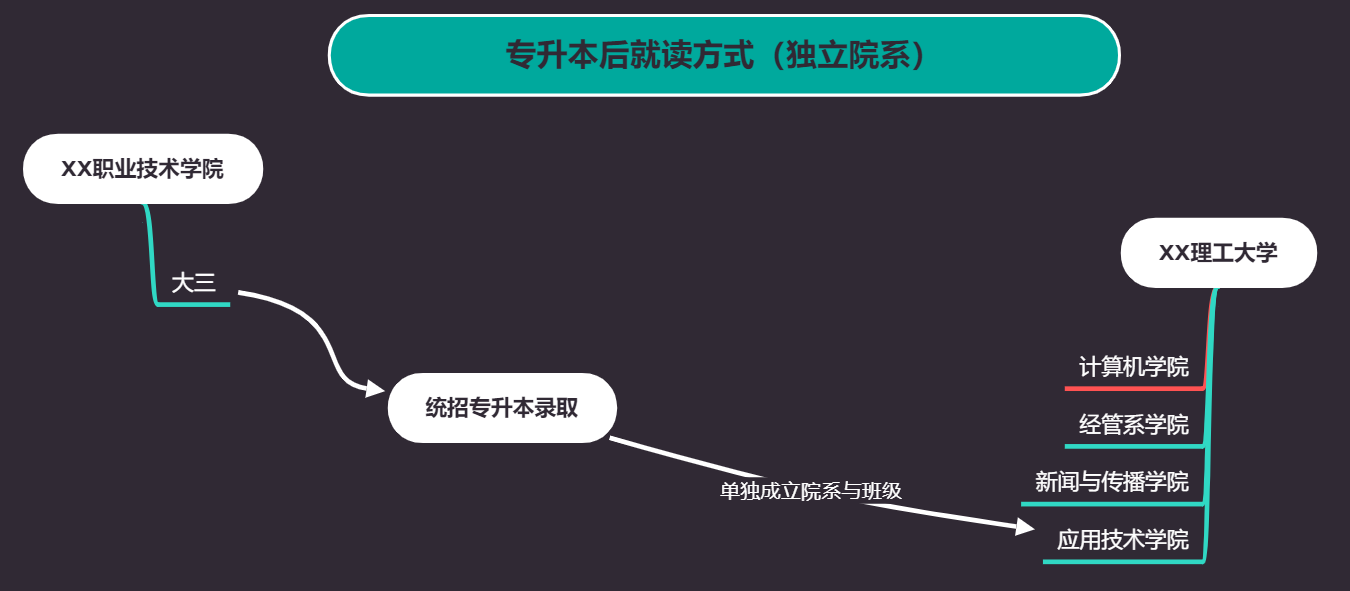 专升本后就读方式（独立院系）
XX职业技术学院
大三
统招专升本录取
单独成立院系与班级
XX理工大学
计算机学院
经管系学院
新闻与传播学院
应用技术学院